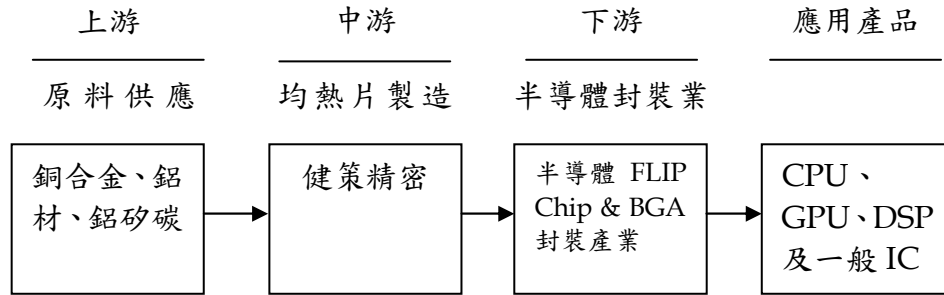 上游
中游
下游
應用產品
原料供應
均熱片製造
半導體封裝業
銅合金、鋁
材、鋁矽碳
健策精密
半導體 FLIP
Chip & BGA
封裝產業
CPU、
GPU、DSP
及一般 IC